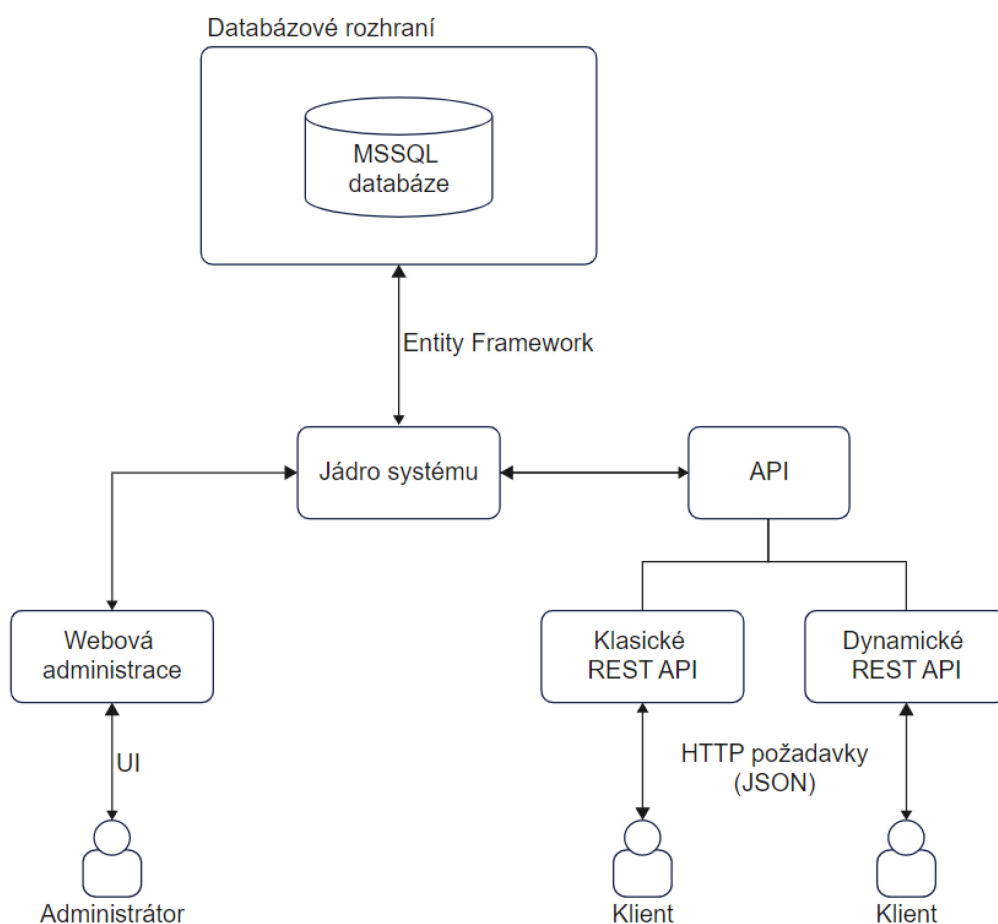 Databázové rozhraní
MSSQL
databáze
Entity Framework
Jádro systému
API
Webová
administrace
Klasické
REST API
Dynamické
REST API
UI
HTTP požadavky
(JSON)
Administrátor
Klient
Klient